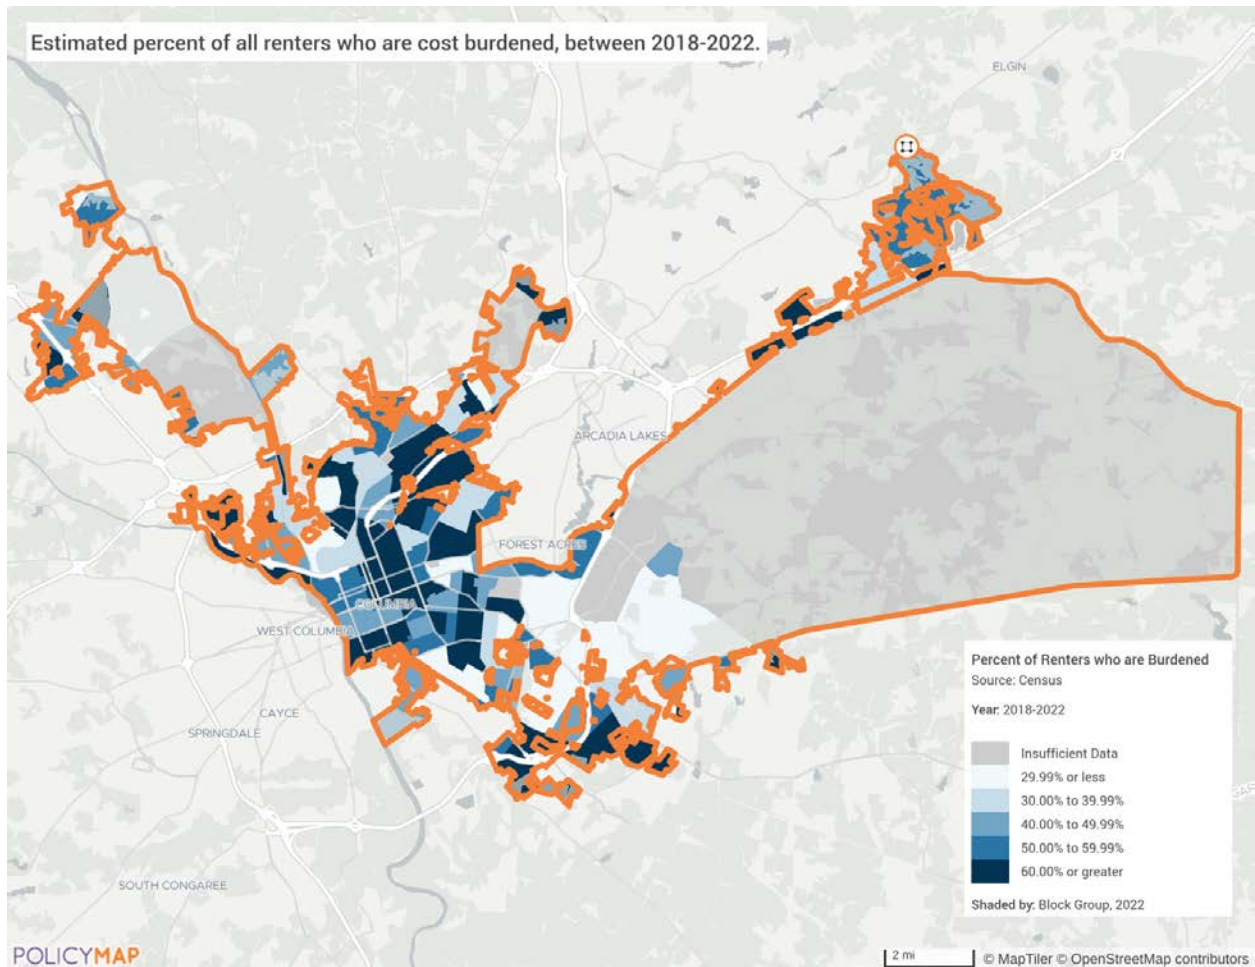 Estimated percent of all renters who are cost burdened, between 2018-2022.
ELGIN
ARCADIA LAKES
FOREST ACRES
COLUMBIA
WEST COLUMBIA
CAYCE
SPRINGDALE
SOUTH CONGAREE
Percent of Renters who are Burdened
Source: Census
Year: 2018-2022
Insufficient Data
29.99% or less
30.00% to 39.99%
40.00% to 49.99%
50.00% to 59.99%
60.00% or greater
Shaded by: Block Group, 2022
POLICYMAP
2 mi
© MapTiler © OpenStreetMap contributors